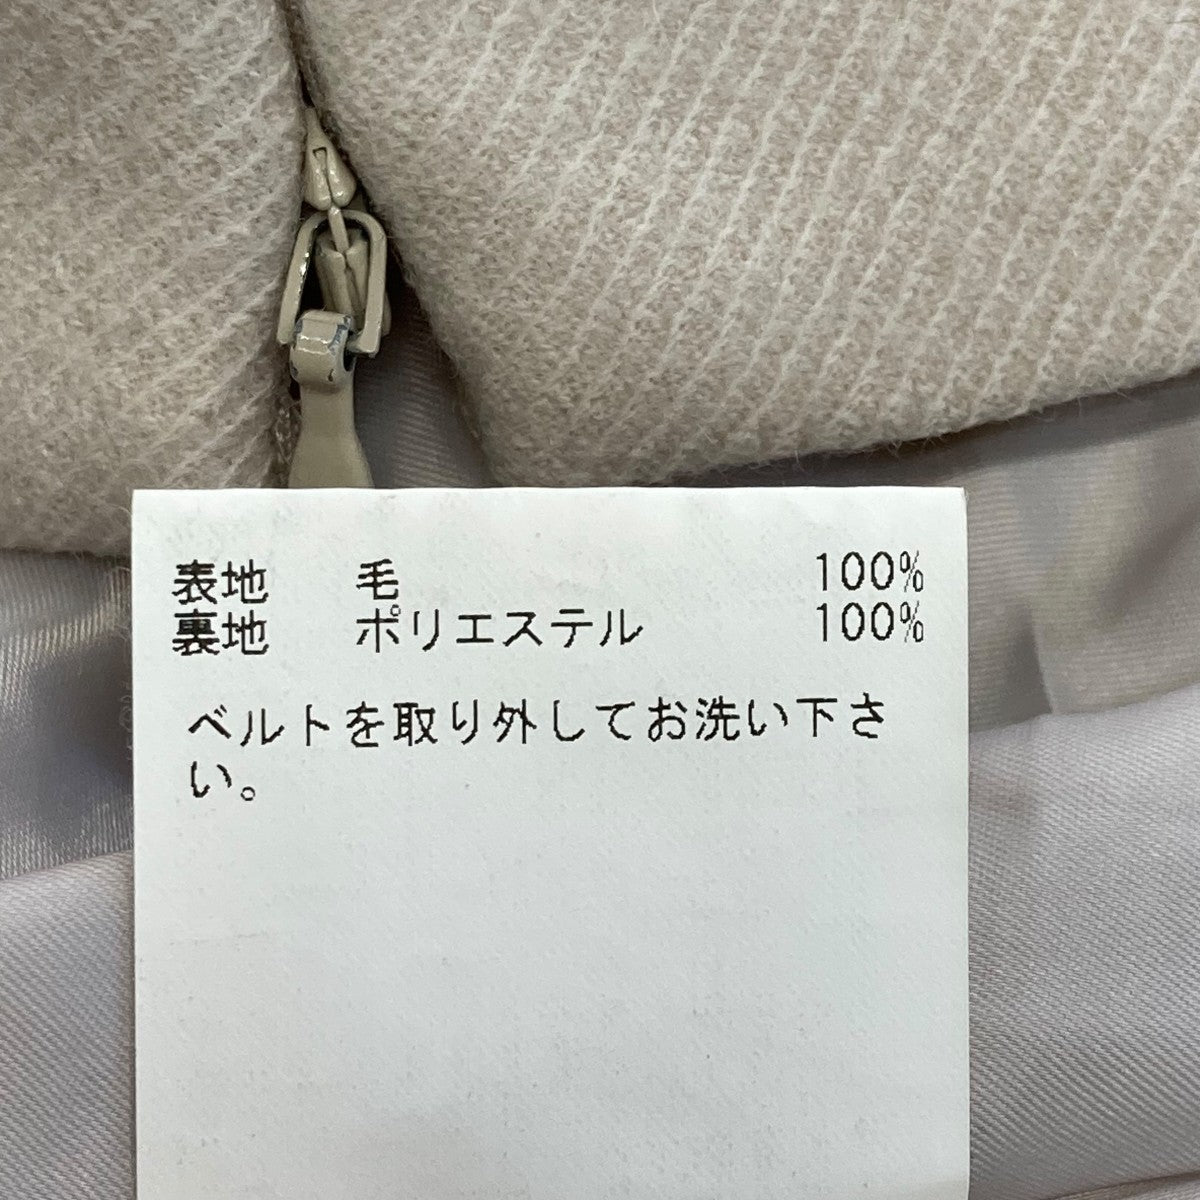 表地 毛 100%
裏地 ポリエステル 100%
ベルトを取り外してお洗い下さ
い。